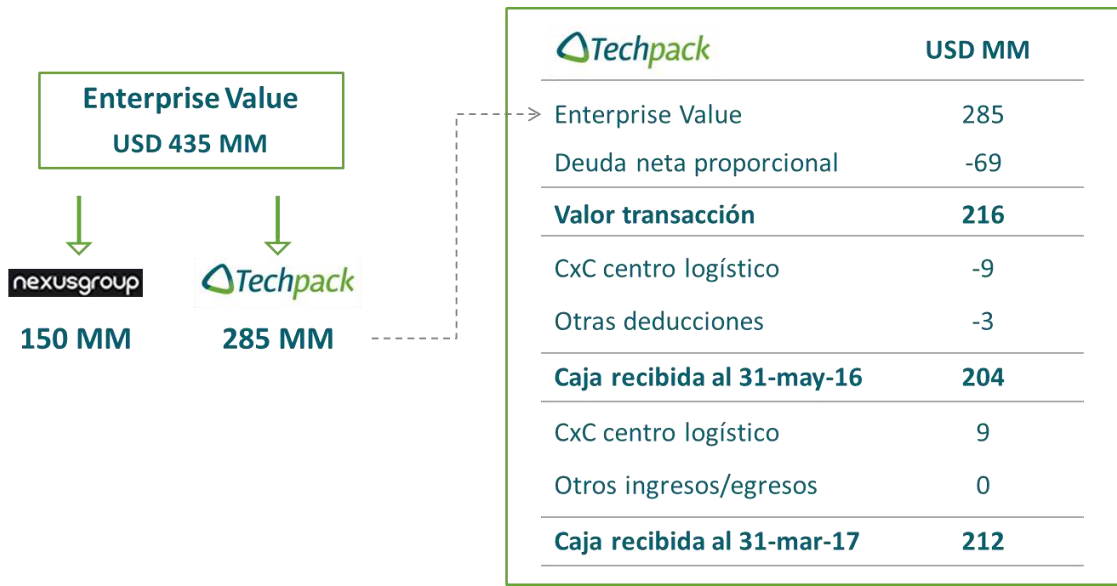 Enterprise Value
USD 435 MM
nexusgroup
Techpack
150 MM
285 MM
Techpack USD MM
Enterprise Value 285
Deuda neta proporcional -69
Valor transacción 216
CxC centro logístico -9
Otras deducciones -3
Caja recibida al 31-may-16 204
CxC centro logístico 9
Otros ingresos/egresos 0
Caja recibida al 31-mar-17 212